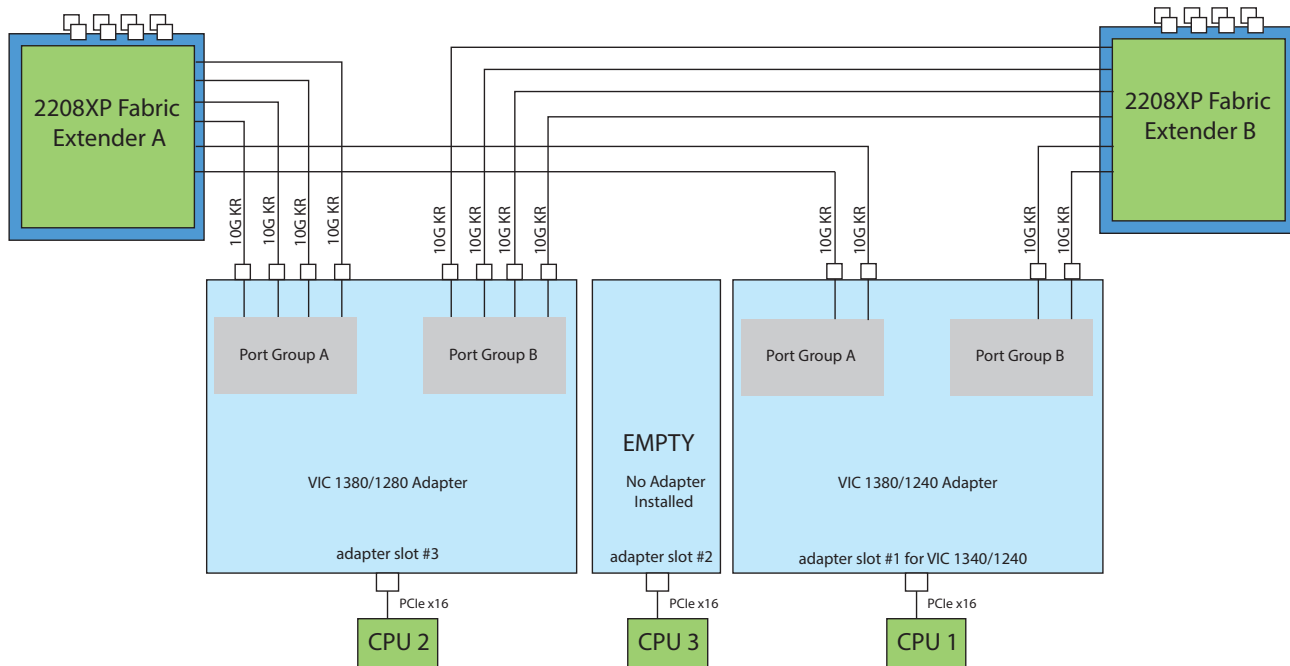 2208XP Fabric
Extender A
2208XP Fabric
Extender B
10G KR
10G KR
10G KR
10G KR
10G KR
10G KR
10G KR
10G KR
10G KR
10G KR
10G KR
10G KR
Port Group A
Port Group B
Port Group A
Port Group B
EMPTY
No Adapter
Installed
VIC 1380/1280 Adapter
VIC 1380/1240 Adapter
adapter slot #3
adapter slot #2
adapter slot #1 for VIC 1340/1240
PCIe x16
PCIe x16
PCIe x16
CPU 2
CPU 3
CPU 1